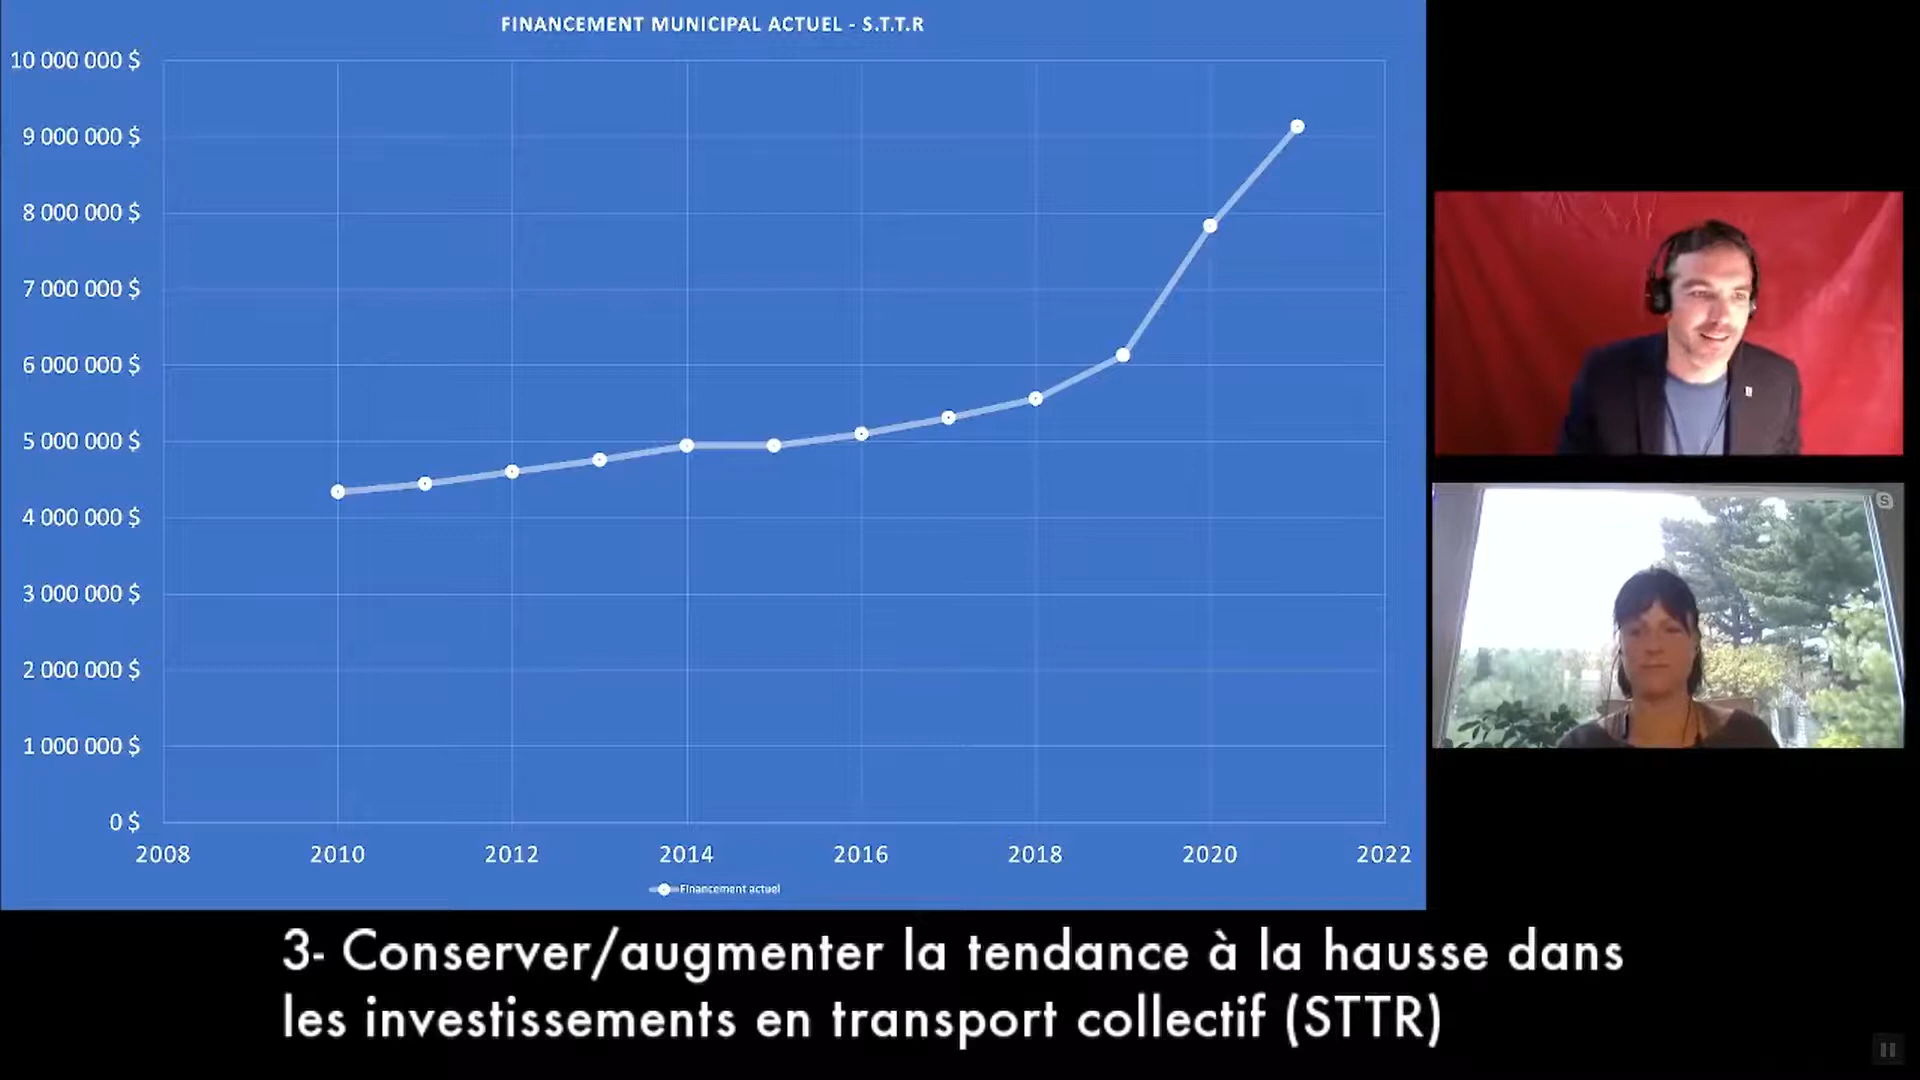 FINANCEMENT MUNICIPAL ACTUEL - S.T.T.R
10 000 000 $
9 000 000 $
8 000 000 $
7 000 000 $
6 000 000 $
5 000 000 $
4 000 000 $
3 000 000 $
2 000 000 $
1 000 000 $
0 $
2008 2010 2012 2014 2016 2018 2020 2022
Financement actuel
S
3- Conserver/augmenter la tendance à la hausse dans
les investissements en transport collectif (STTR)